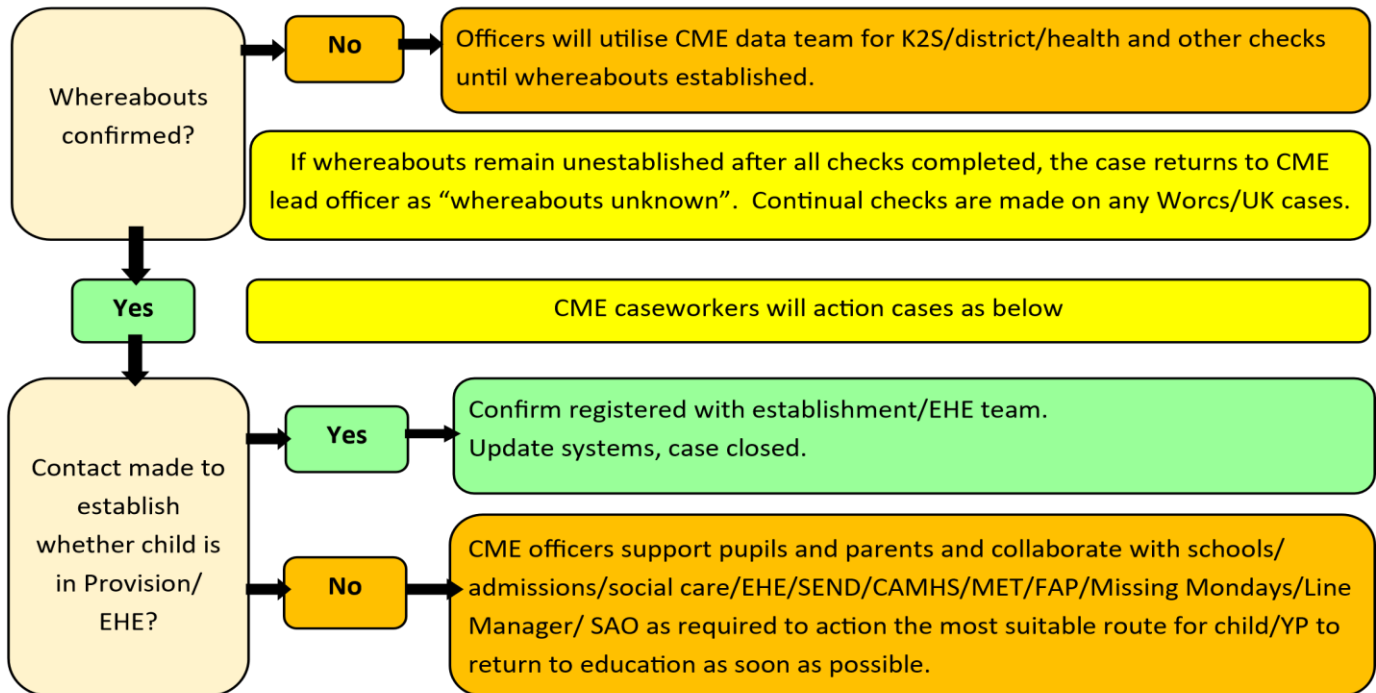 Whereabouts
confirmed?
No
Officers will utilise CME data team for K2S/district/health and other checks
until whereabouts established.
If whereabouts remain unestablished after all checks completed, the case returns to CME
lead officer as “whereabouts unknown”.  Continual checks are made on any Worcs/UK cases.
Yes
CME caseworkers will action cases as below
Contact made to
establish
whether child is
in Provision/
EHE?
Yes
Confirm registered with establishment/EHE team.
Update systems, case closed.
No
CME officers support pupils and parents and collaborate with schools/
admissions/social care/EHE/SEND/CAMHS/MET/FAP/Missing Mondays/Line
Manager/ SAO as required to action the most suitable route for child/YP to
return to education as soon as possible.